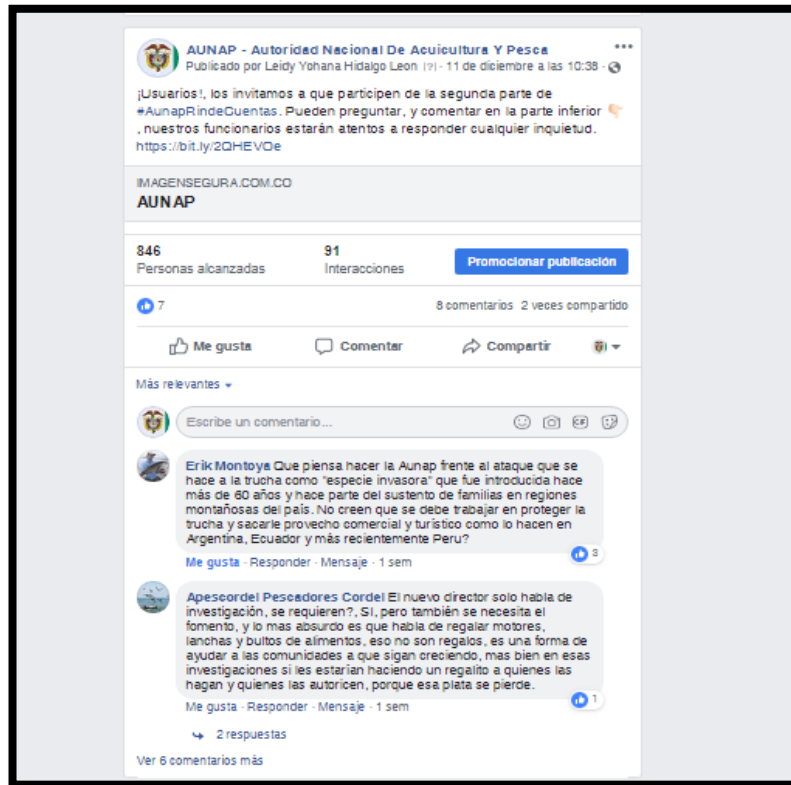 AUNAP - Autoridad Nacional De Acuicultura Y Pesca
Publicado por Leidy Yohana Hidalgo Leon [?] · 11 de diciembre a las 10:38 ·
¡Usuarios!, los invitamos a que participen de la segunda parte de
#AunapRindeCuentas. Pueden preguntar, y comentar en la parte inferior 👇🏻
, nuestros funcionarios estarán atentos a responder cualquier inquietud.
https://bit.ly/2QHEVOe
IMAGENSEGURA.COM.CO
AUNAP
846
Personas alcanzadas
91
Interacciones
Promocionar publicación
7
8 comentarios 2 veces compartido
Me gusta
Comentar
Compartir
Más relevantes
Escribe un comentario...
GIF
Erik Montoya Que piensa hacer la Aunap frente al ataque que se
hace a la trucha como "especie invasora" que fue introducida hace
más de 60 años y hace parte del sustento de familias en regiones
montañosas del país. No creen que se debe trabajar en proteger la
trucha y sacarle provecho comercial y turístico como lo hacen en
Argentina, Ecuador y más recientemente Peru?
3
Me gusta · Responder · Mensaje · 1 sem
Apescordel Pescadores Cordel El nuevo director solo habla de
investigación, se requieren?, SI, pero también se necesita el
fomento, y lo mas absurdo es que habla de regalar motores,
lanchas y bultos de alimentos, eso no son regalos, es una forma de
ayudar a las comunidades a que sigan creciendo, mas bien en esas
investigaciones si les estarían haciendo un regalito a quienes las
hagan y quienes las autoricen, porque esa plata se pierde.
1
Me gusta · Responder · Mensaje · 1 sem
2 respuestas
Ver 6 comentarios más